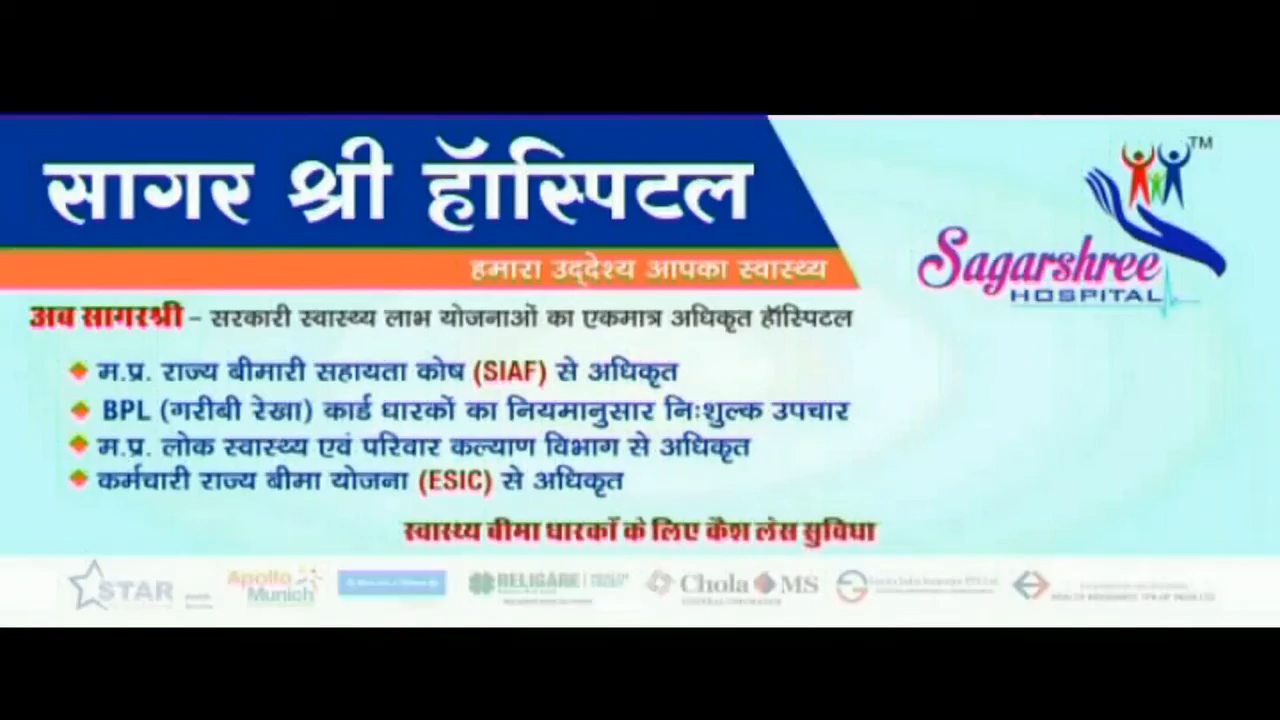 सागर श्री हॉस्पिटल
हमारा उद्देश्य आपका स्वास्थ्य
TM
Sagarshree
HOSPITAL
अब सागरश्री - सरकारी स्वास्थ्य लाभ योजनाओं का एकमात्र अधिकृत हॉस्पिटल
म.प्र. राज्य बीमारी सहायता कोष (SIAF) से अधिकृत
BPL (गरीबी रेखा) कार्ड धारकों का नियमानुसार निःशुल्क उपचार
म.प्र. लोक स्वास्थ्य एवं परिवार कल्याण विभाग से अधिकृत
कर्मचारी राज्य बीमा योजना (ESIC) से अधिकृत
स्वास्थ्य बीमा धारकों के लिए कैश लेस सुविधा
STAR
Apollo
Munich
RELIGARE
Chola MS